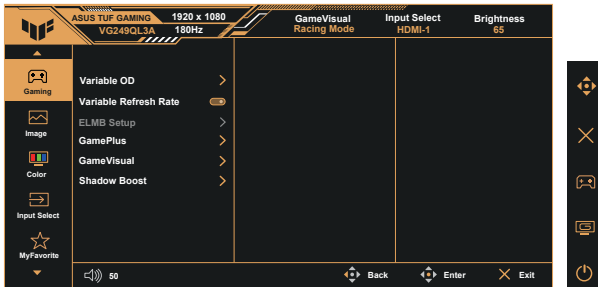 ASUS TUF GAMING 1920 x 1080
VG249QL3A 180Hz
GameVisual
Racing Mode
Input Select
HDMI-1
Brightness
65
Gaming
Image
Color
Input Select
MyFavorite
Variable OD
Variable Refresh Rate
ELMB Setup
GamePlus
GameVisual
Shadow Boost
50
Back
Enter
Exit